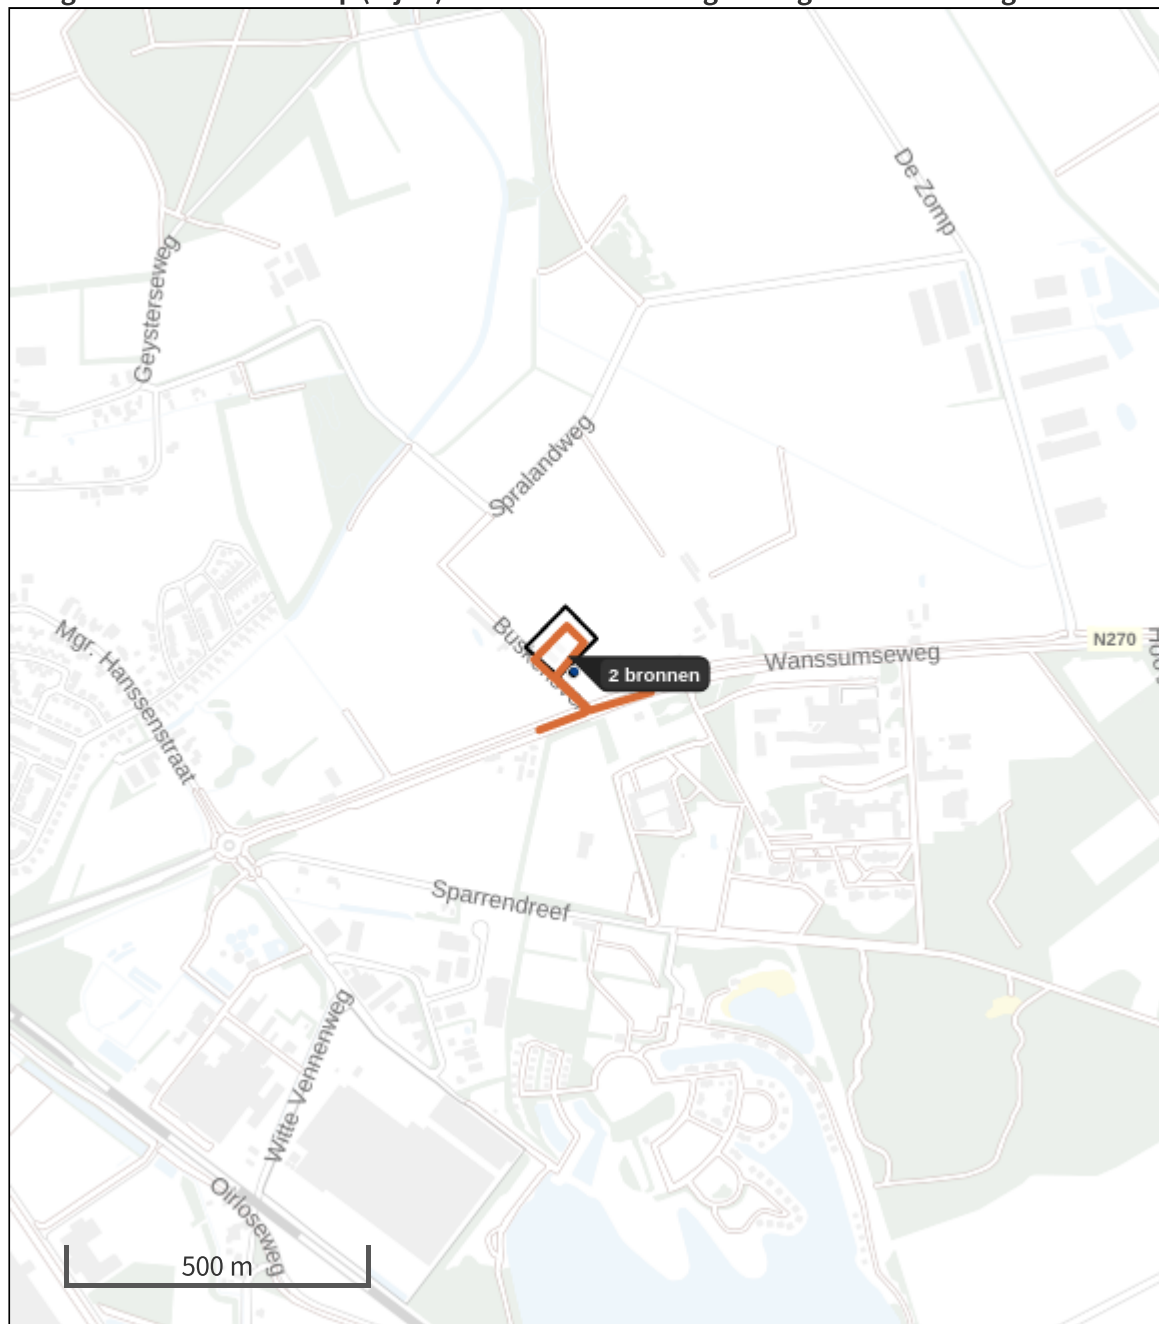 De Zomp
Geysterseweg
Spralandweg
Mgr. Hanssenstraat
N270
Wanssumseweg
2 bronnen
Sparrendreef
Witte Vennenweg
Oirloseweg
500 m